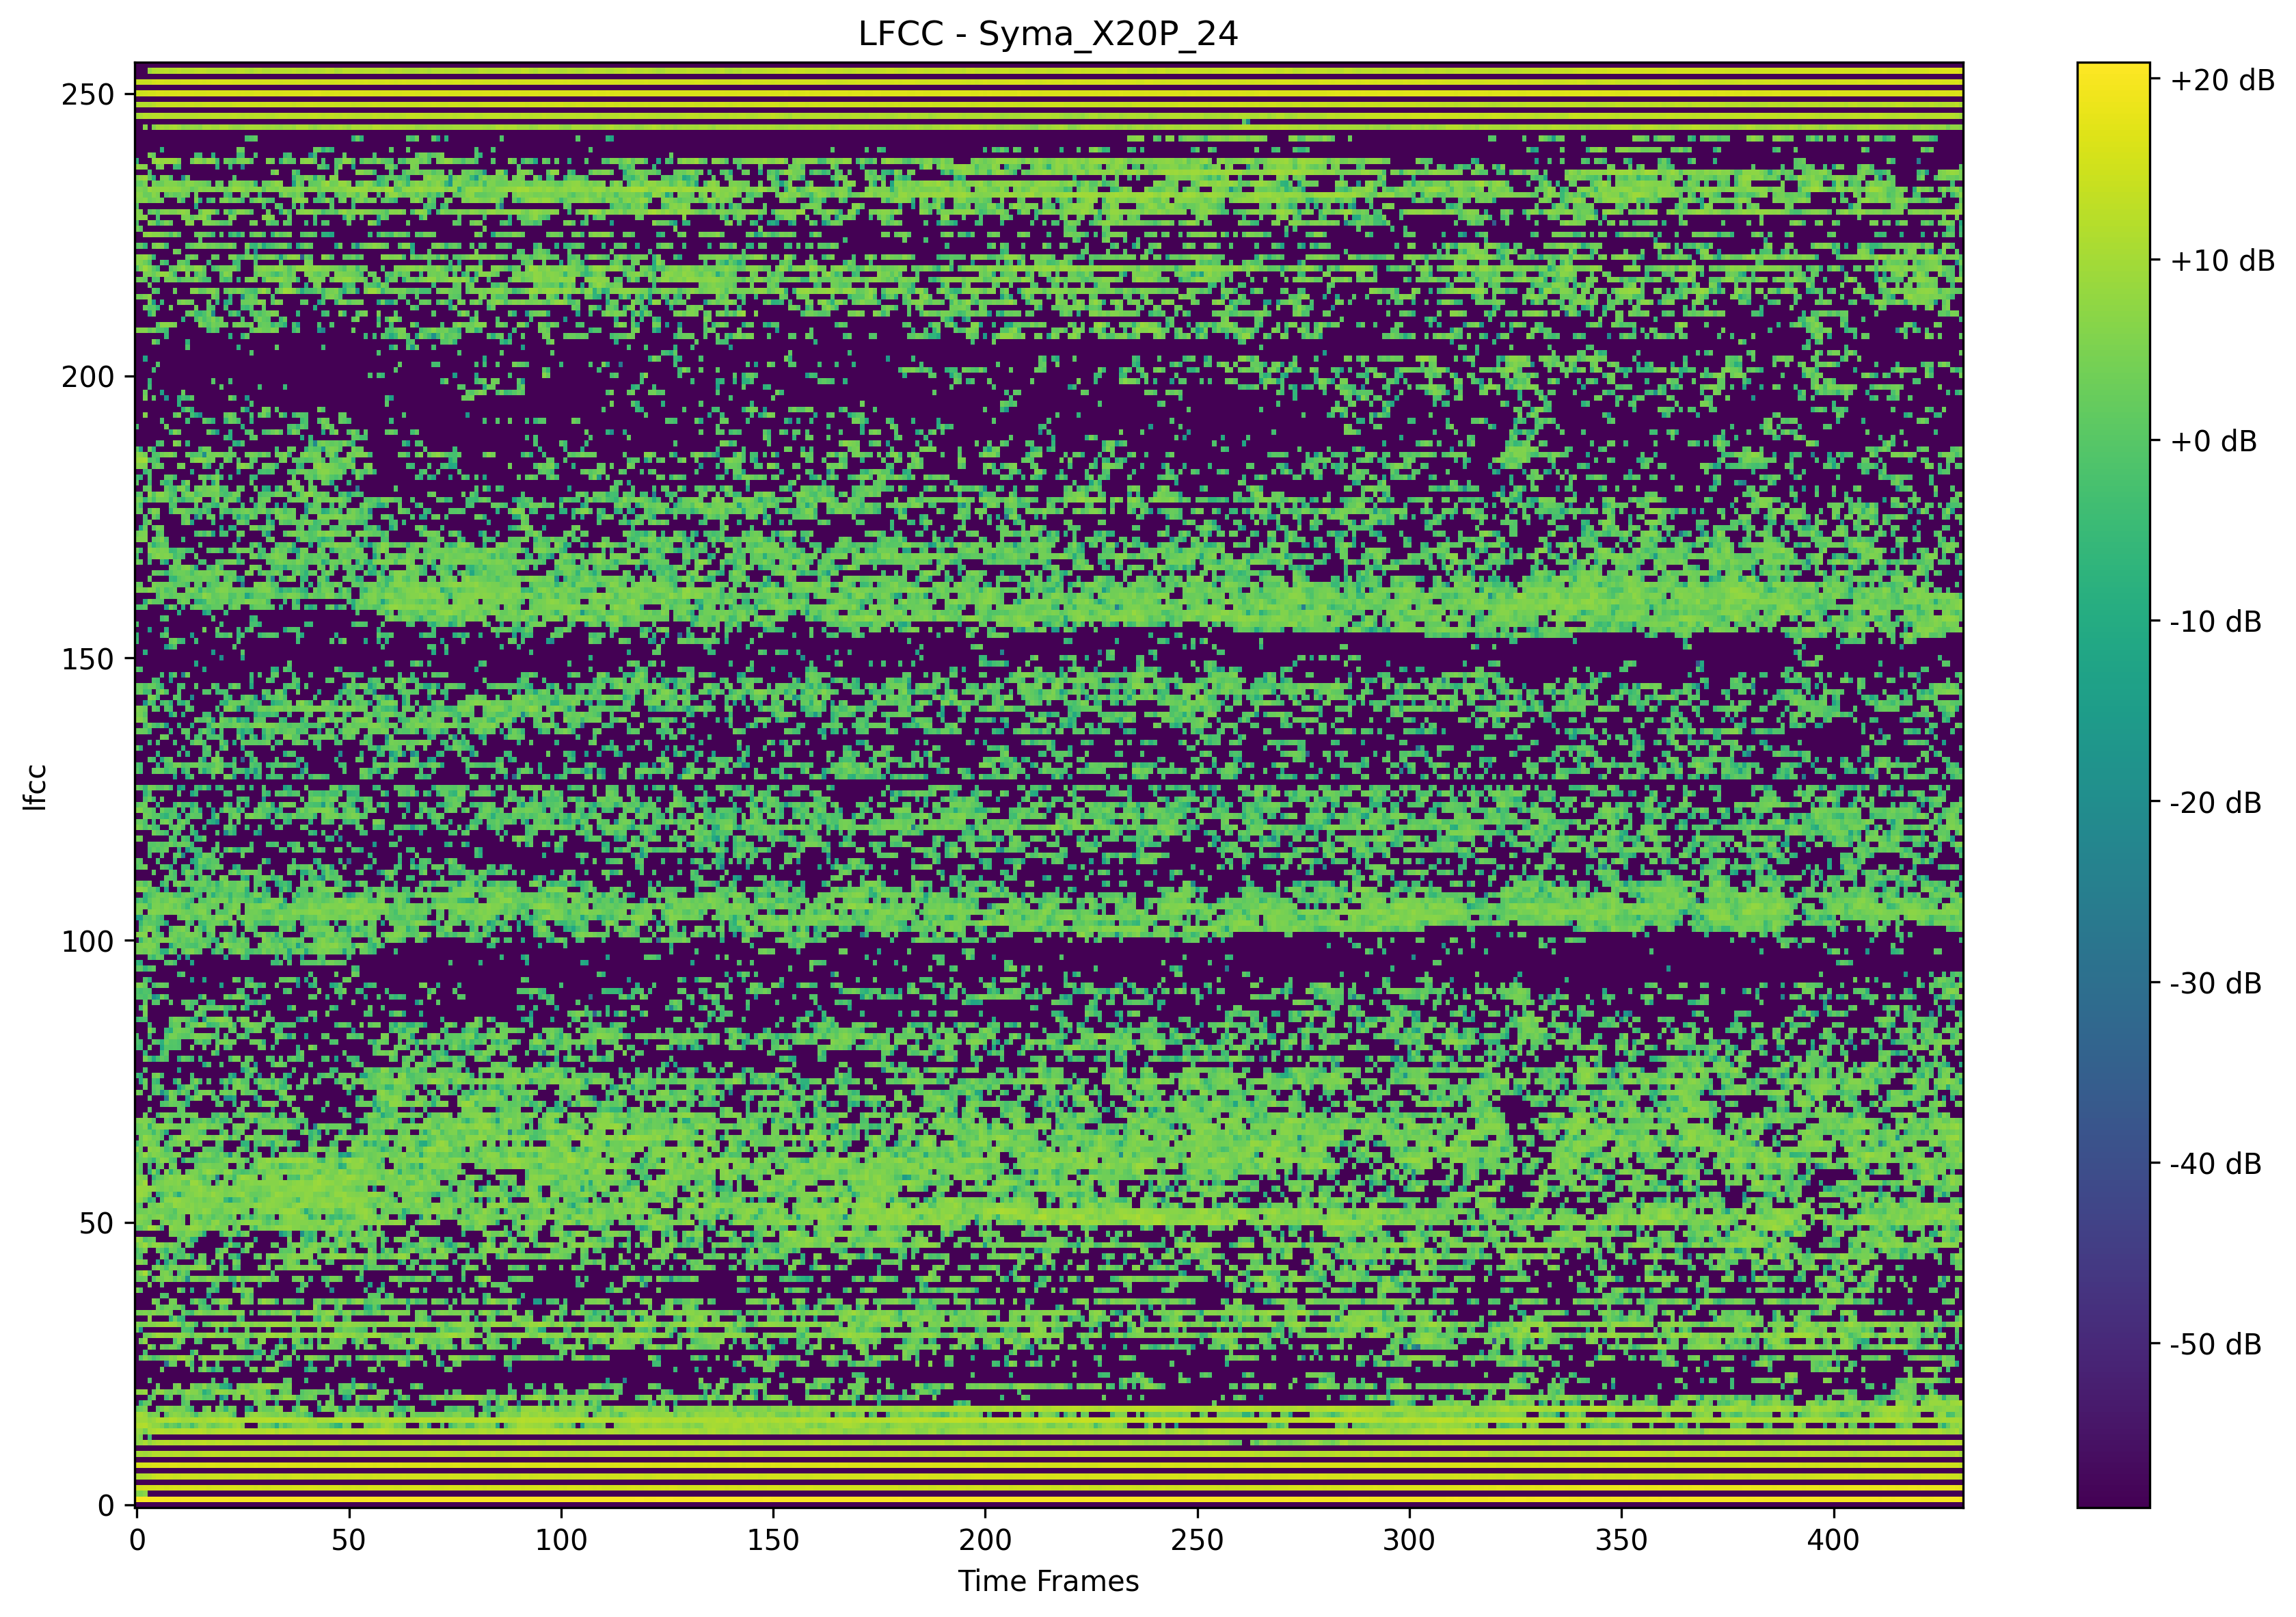 LFCC - Syma_X20P_24
250
200
150
100
50
0
lfcc
0 50 100 150 200 250 300 350 400
Time Frames
+20 dB
+10 dB
+0 dB
-10 dB
-20 dB
-30 dB
-40 dB
-50 dB